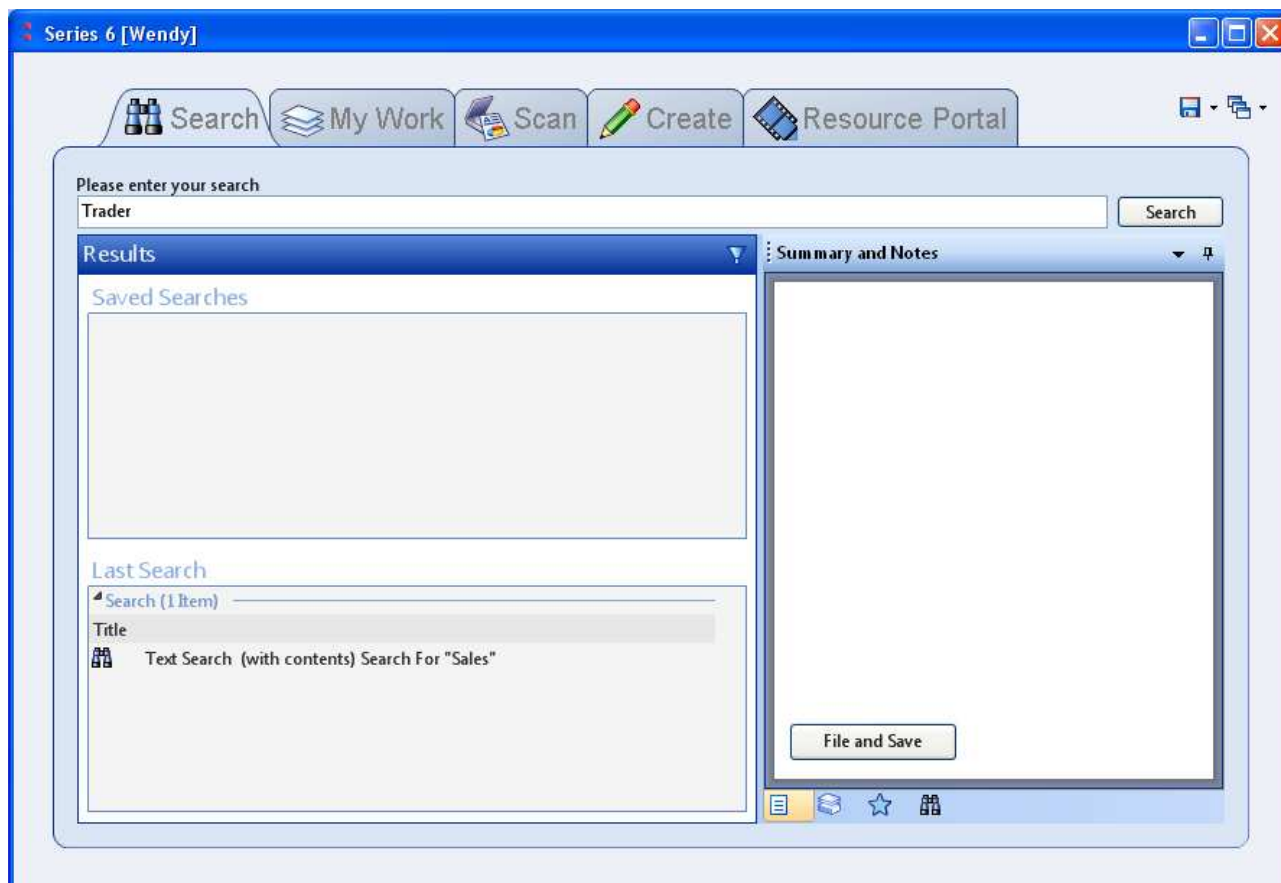 Series 6 [Wendy]
Search My Work Scan Create Resource Portal
Please enter your search
Trader Search
Results Summary and Notes
Saved Searches
Last Search
Search (1 Item)
Title
Text Search (with contents) Search For "Sales"
File and Save